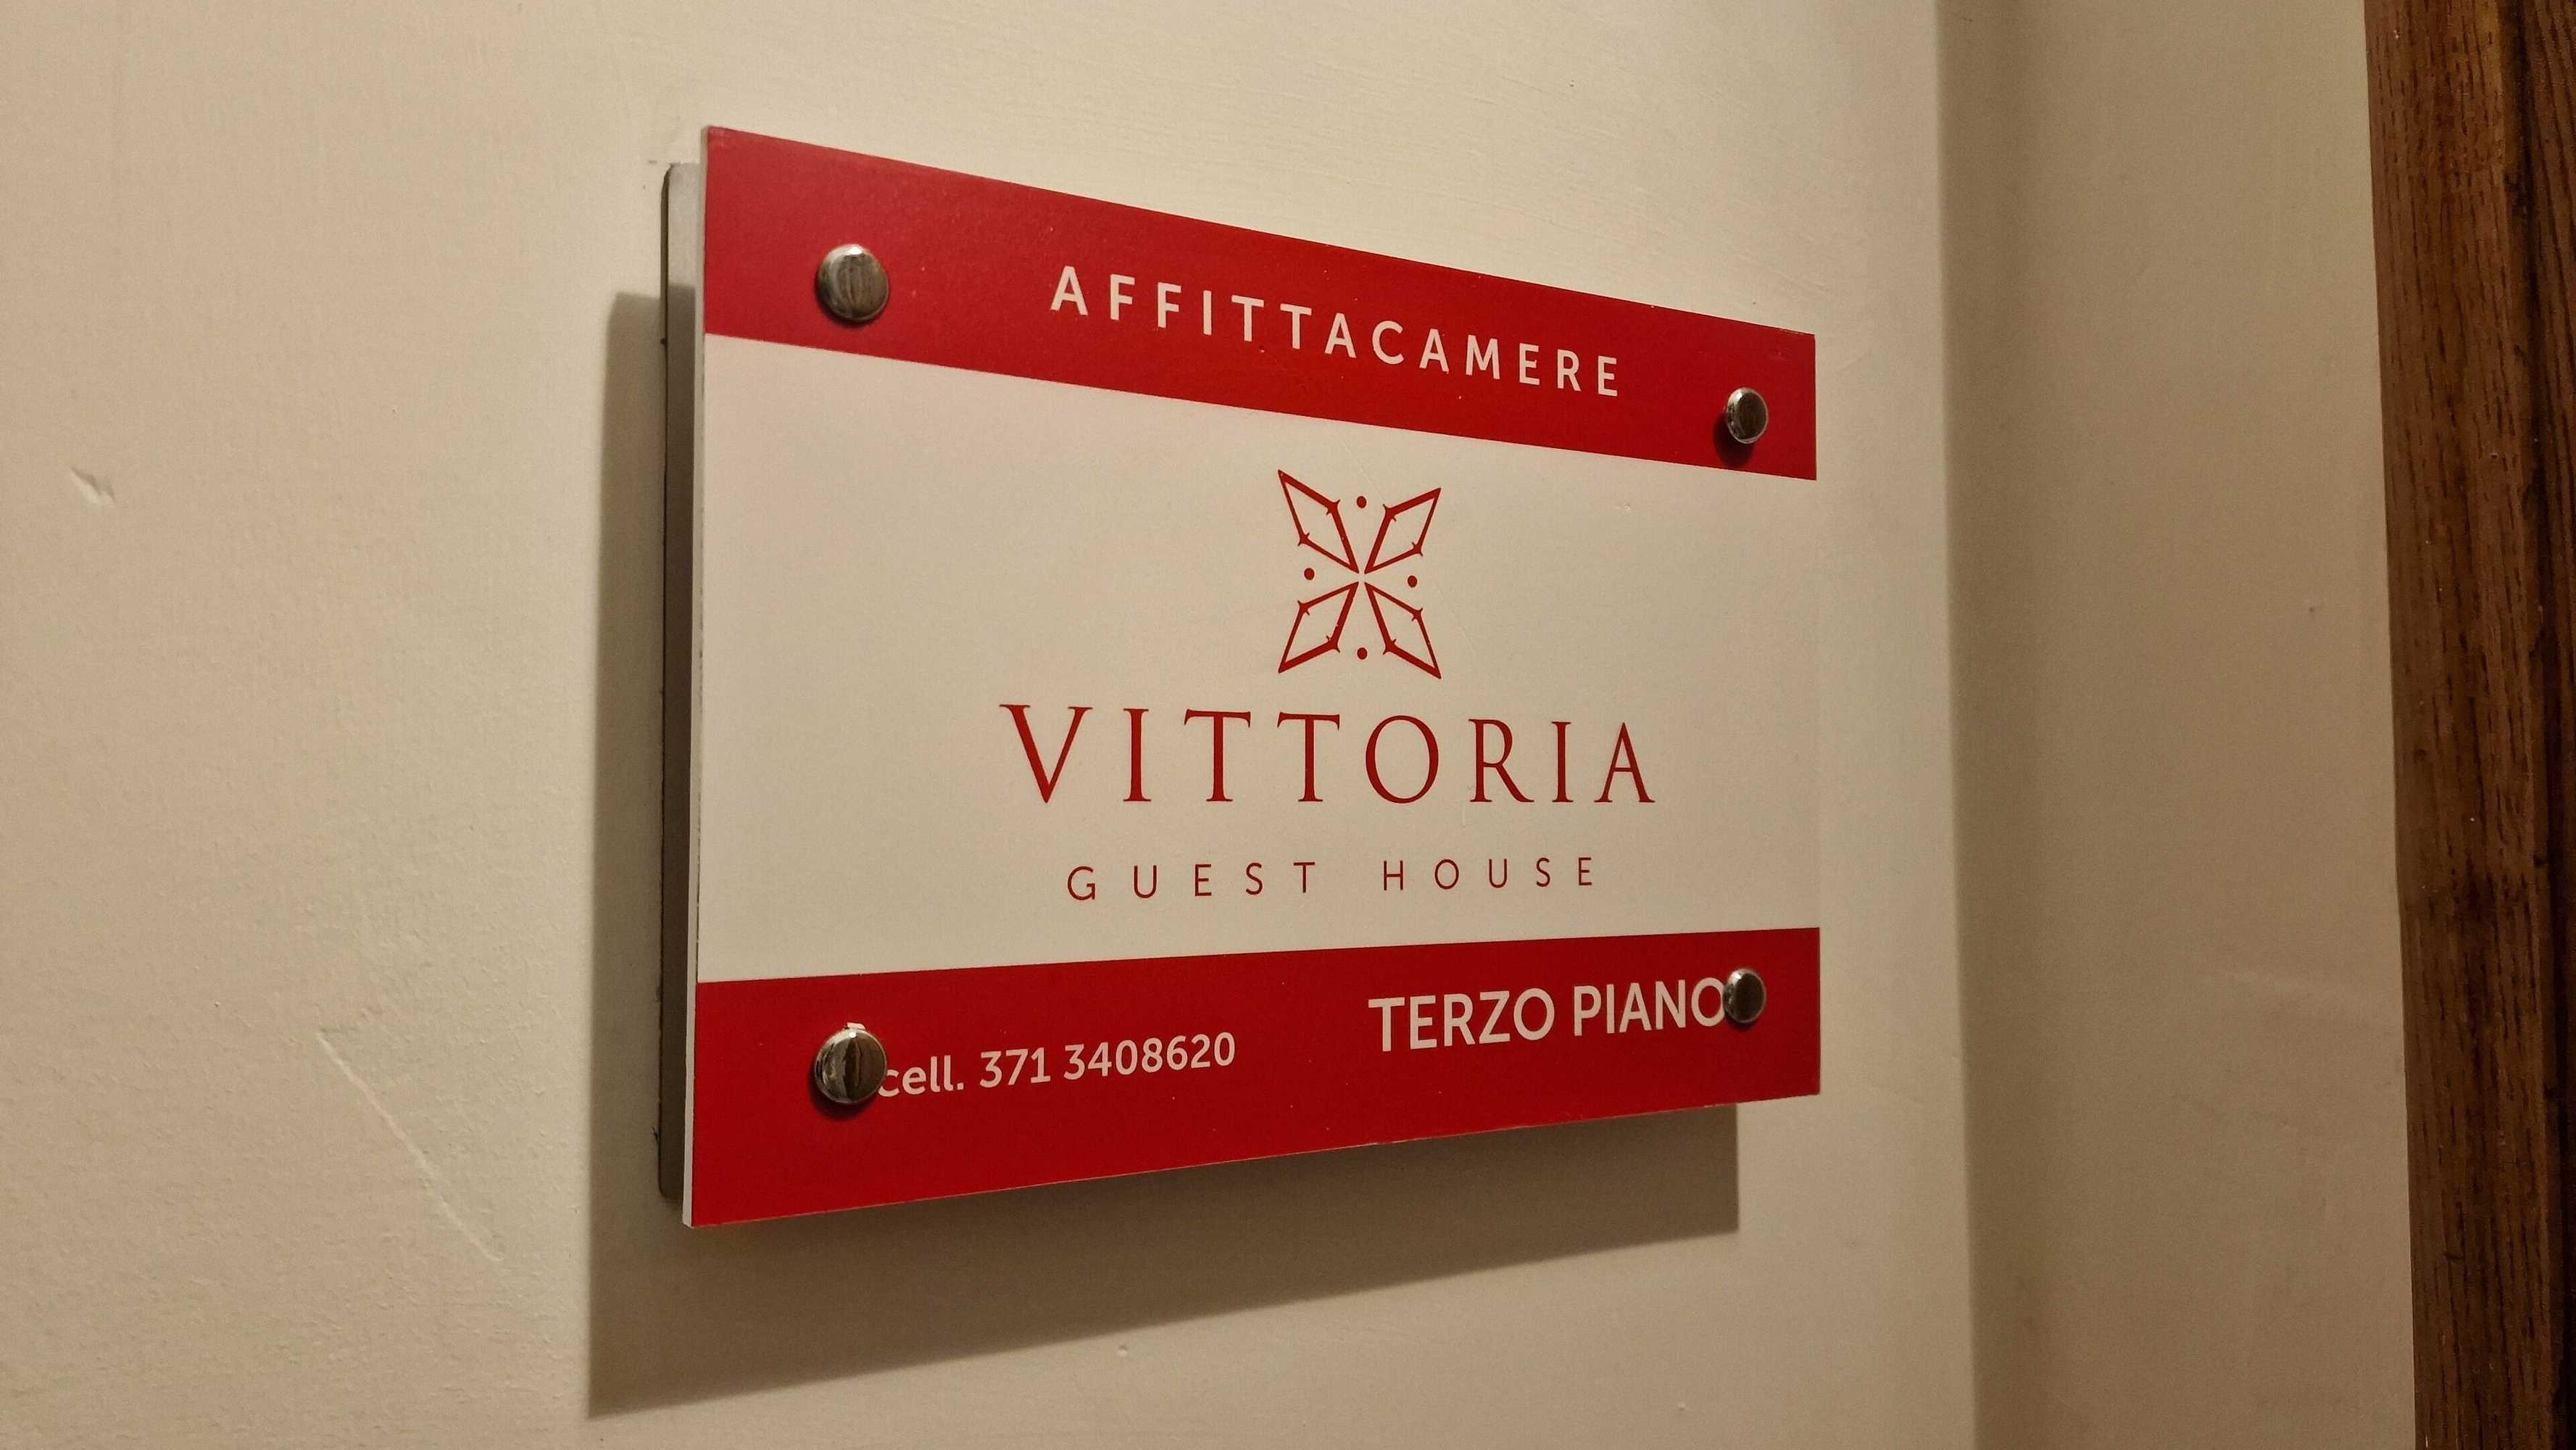 AFFITTACAMERE
VITTORIA
GUEST HOUSE
cell. 371 3408620
TERZO PIANO